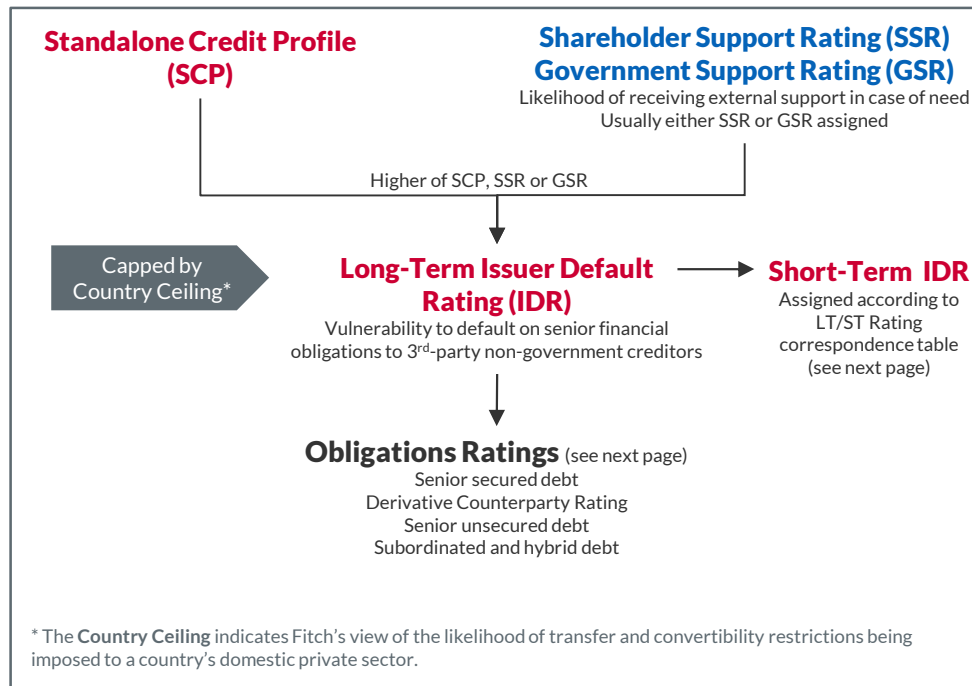 Standalone Credit Profile
(SCP)
Shareholder Support Rating (SSR)
Government Support Rating (GSR)
Likelihood of receiving external support in case of need
Usually either SSR or GSR assigned
Higher of SCP, SSR or GSR
Capped by
Country Ceiling*
Long-Term Issuer Default
Rating (IDR)
Vulnerability to default on senior financial
obligations to 3rd-party non-government creditors
Short-Term IDR
Assigned according to
LT/ST Rating
correspondence table
(see next page)
Obligations Ratings (see next page)
Senior secured debt
Derivative Counterparty Rating
Senior unsecured debt
Subordinated and hybrid debt
* The Country Ceiling indicates Fitch's view of the likelihood of transfer and convertibility restrictions being
imposed to a country's domestic private sector.